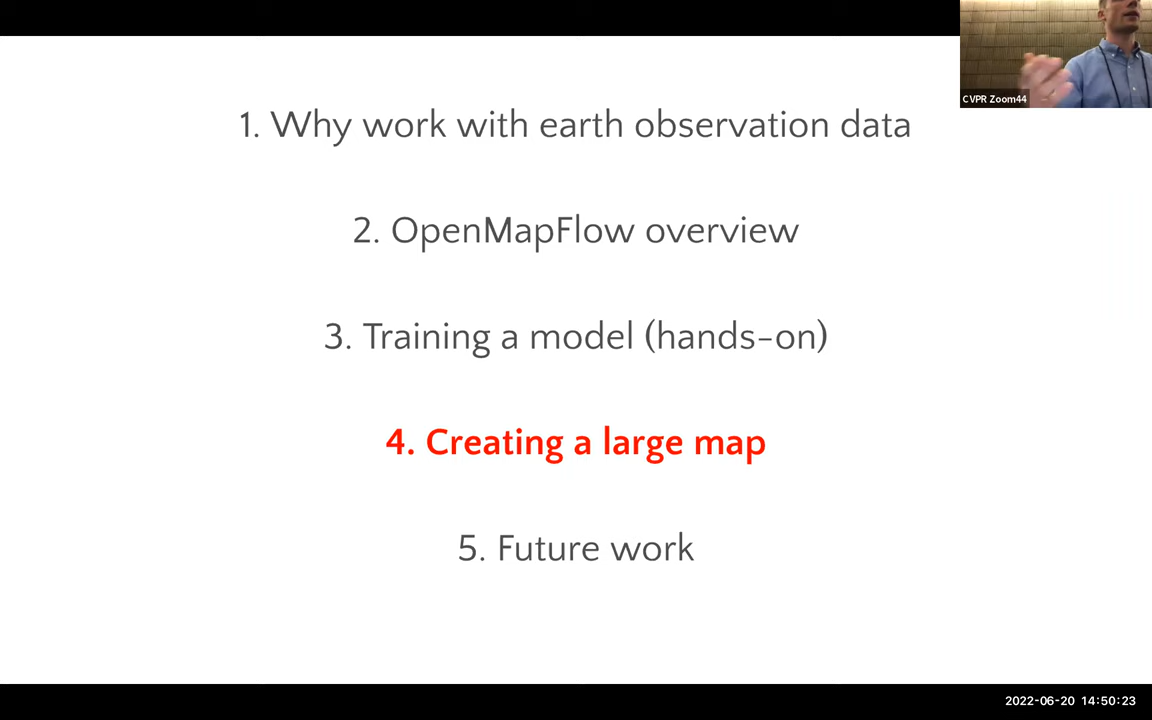 CVPR Zoom44
1. Why work with earth observation data
2. OpenMapFlow overview
3. Training a model (hands-on)
4. Creating a large map
5. Future work
2022-06-20 14:50:23